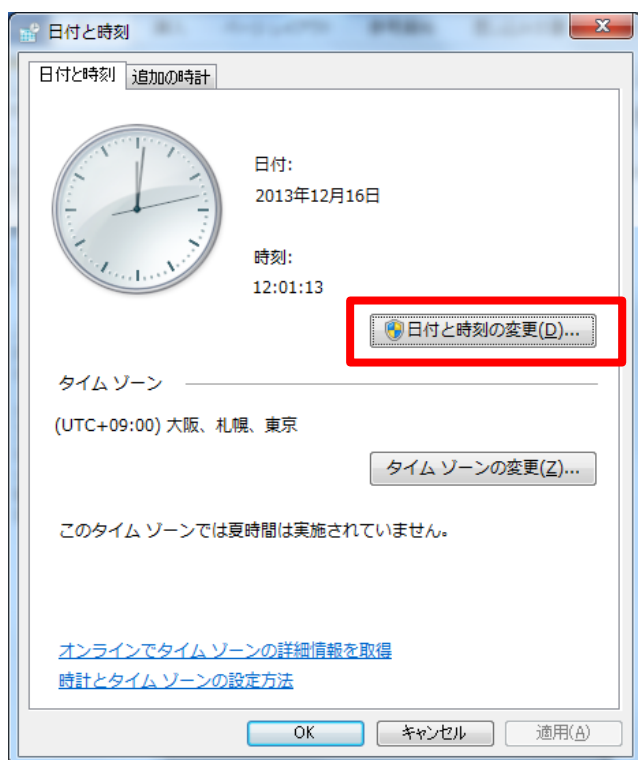 日付と時刻
日付と時刻 追加の時計
日付:
2013年12月16日
時刻:
12:01:13
日付と時刻の変更(D)...
タイム ゾーン
(UTC+09:00) 大阪、札幌、東京
タイム ゾーンの変更(Z)...
このタイム ゾーンでは夏時間は実施されていません。
オンラインでタイム ゾーンの詳細情報を取得
時計とタイム ゾーンの設定方法
OK キャンセル 適用(A)